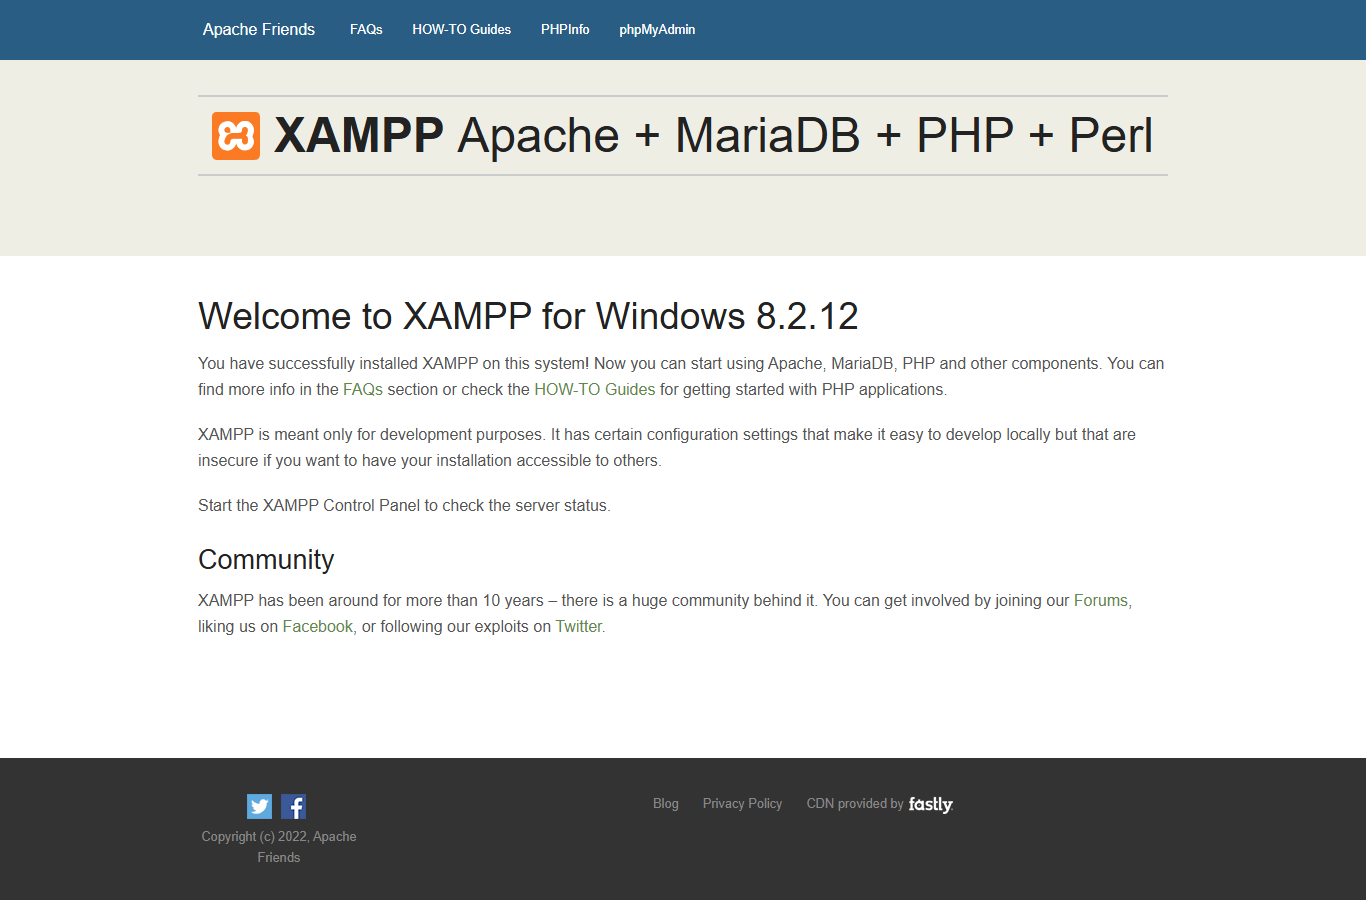 Apache Friends FAQs HOW-TO Guides PHPInfo phpMyAdmin
XAMPP Apache + MariaDB + PHP + Perl
Welcome to XAMPP for Windows 8.2.12
You have successfully installed XAMPP on this system! Now you can start using Apache, MariaDB, PHP and other components. You can
find more info in the FAQs section or check the HOW-TO Guides for getting started with PHP applications.
XAMPP is meant only for development purposes. It has certain configuration settings that make it easy to develop locally but that are
insecure if you want to have your installation accessible to others.
Start the XAMPP Control Panel to check the server status.
Community
XAMPP has been around for more than 10 years – there is a huge community behind it. You can get involved by joining our Forums,
liking us on Facebook, or following our exploits on Twitter.
Blog Privacy Policy CDN provided by fastly
Copyright (c) 2022, Apache
Friends